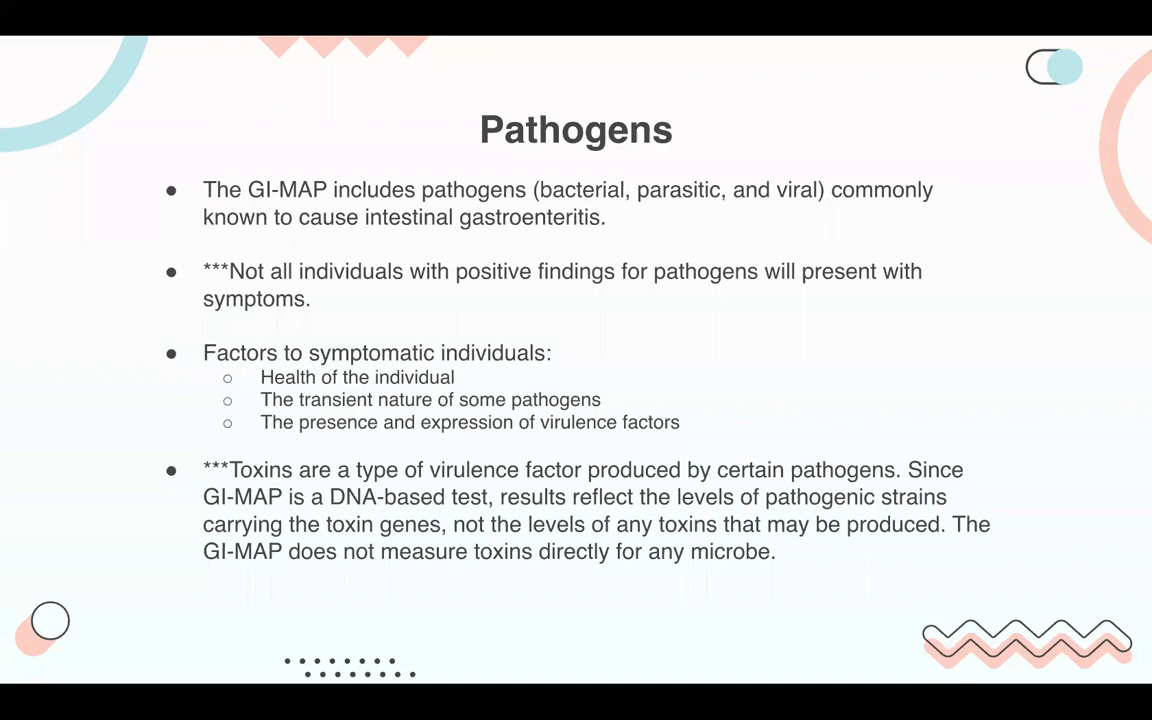 Pathogens
● The GI-MAP includes pathogens (bacterial, parasitic, and viral) commonly
known to cause intestinal gastroenteritis.
● ***Not all individuals with positive findings for pathogens will present with
symptoms.
● Factors to symptomatic individuals:
○ Health of the individual
○ The transient nature of some pathogens
○ The presence and expression of virulence factors
● ***Toxins are a type of virulence factor produced by certain pathogens. Since
GI-MAP is a DNA-based test, results reflect the levels of pathogenic strains
carrying the toxin genes, not the levels of any toxins that may be produced. The
GI-MAP does not measure toxins directly for any microbe.